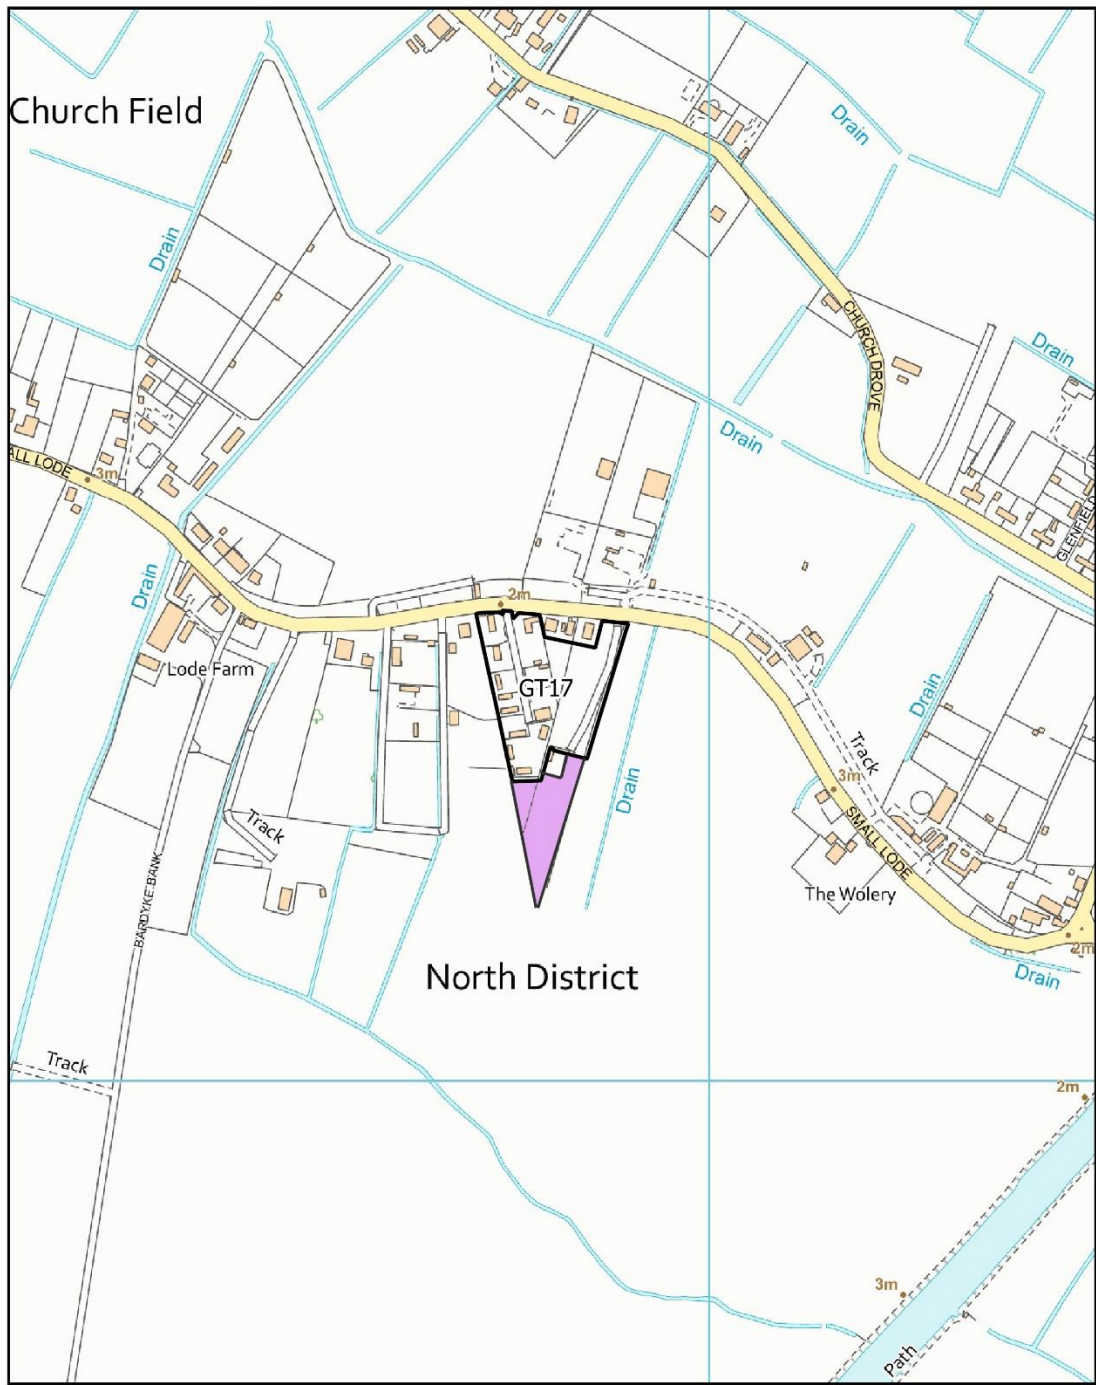 Church Field
Drain
Drain
Drain
Drain
CHURCH DROVE
ALL LODE
3m
GLENFIELD
Drain
2m
Lode Farm
GT17
Drain
Track
3m
Drain
Track
SMALL LODE
The Wolery
BARDYKE BANK
2m
North District
Drain
Track
2m
3m
Path